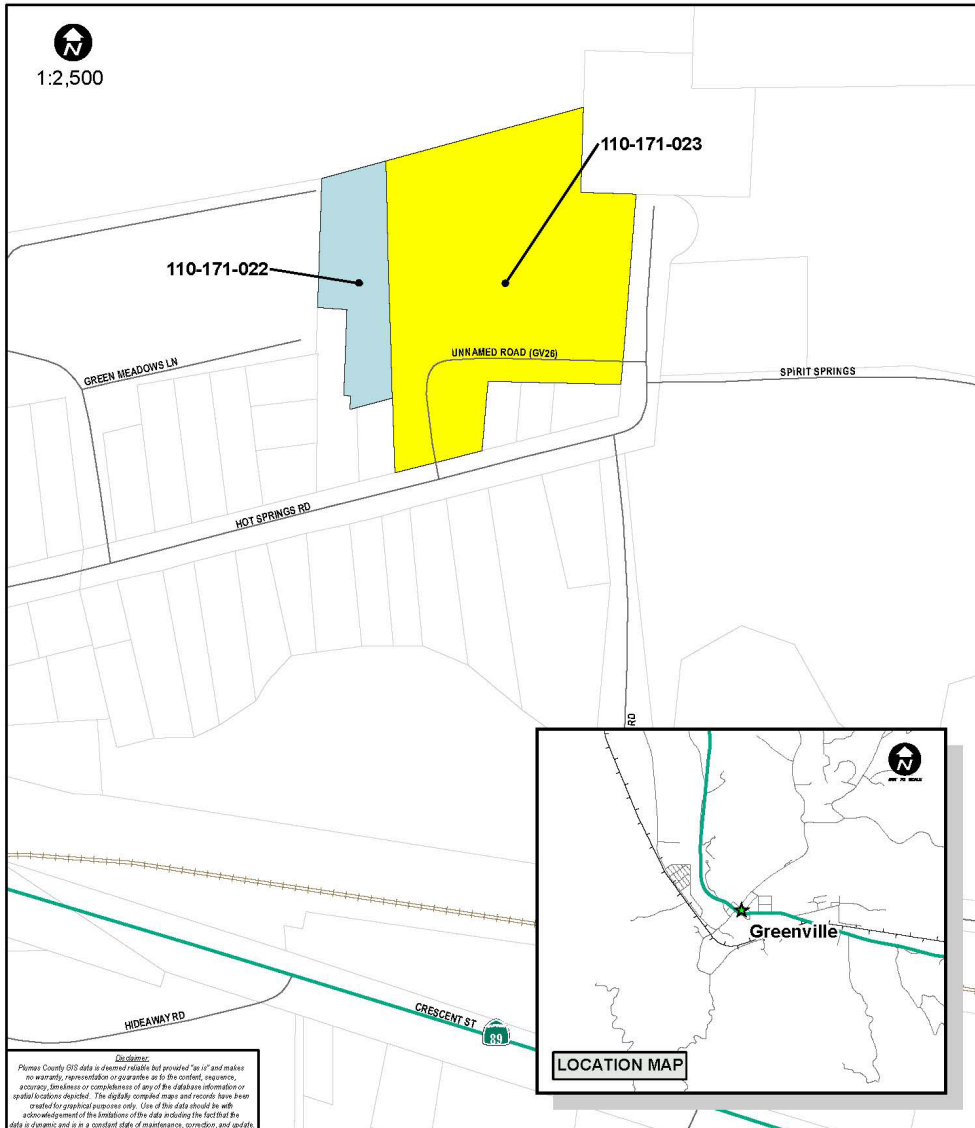 N
1:2,500
110-171-023
110-171-022
UNNAMED ROAD (GV26)
GREEN MEADOWS LN
SPIRIT SPRINGS
HOT SPRINGS RD
RD
N
NOT TO SCALE
Greenville
CRESCENT ST
89
HIDEAWAY RD
LOCATION MAP
Disclaimer:
Plumas County GIS data is deemed reliable but provided "as is" and makes
no warranty, representation or guarantee as to the content, sequence,
accuracy, timeliness or completeness of any of the database information or
spatial locations depicted. The digitally compiled maps and records have been
created for graphical purposes only. Use of this data should be with
acknowledgement of the limitations of the data including the fact that the
data is dynamic and is in a constant state of maintenance, correction, and update.